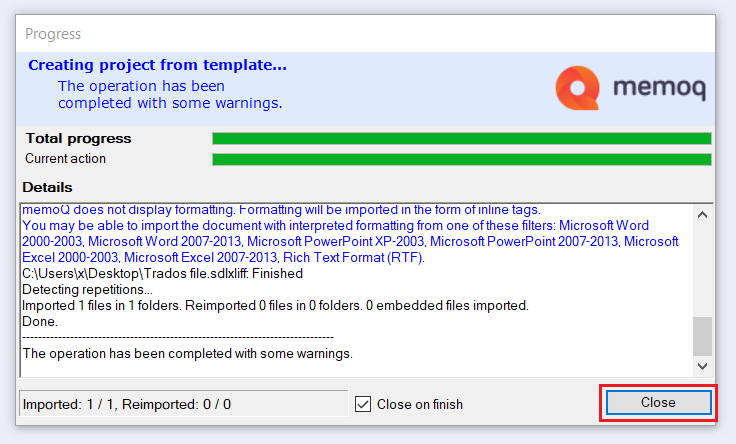 Progress
Creating project from template...
The operation has been
completed with some warnings.
memoq
Total progress
Current action
Details
memoQ does not display formatting. Formatting will be imported in the form of inline tags.
You may be able to import the document with interpreted formatting from one of these filters: Microsoft Word
2000-2003, Microsoft Word 2007-2013, Microsoft PowerPoint XP-2003, Microsoft PowerPoint 2007-2013, Microsoft
Excel 2000-2003, Microsoft Excel 2007-2013, Rich Text Format (RTF).
C:\Users\x\Desktop\Trados file.sdlxliff: Finished
Detecting repetitions...
Imported 1 files in 1 folders. Reimported 0 files in 0 folders. 0 embedded files imported.
Done.
--------------------------------------------------------------------------------
The operation has been completed with some warnings.
Imported: 1 / 1, Reimported: 0 / 0
Close on finish
Close